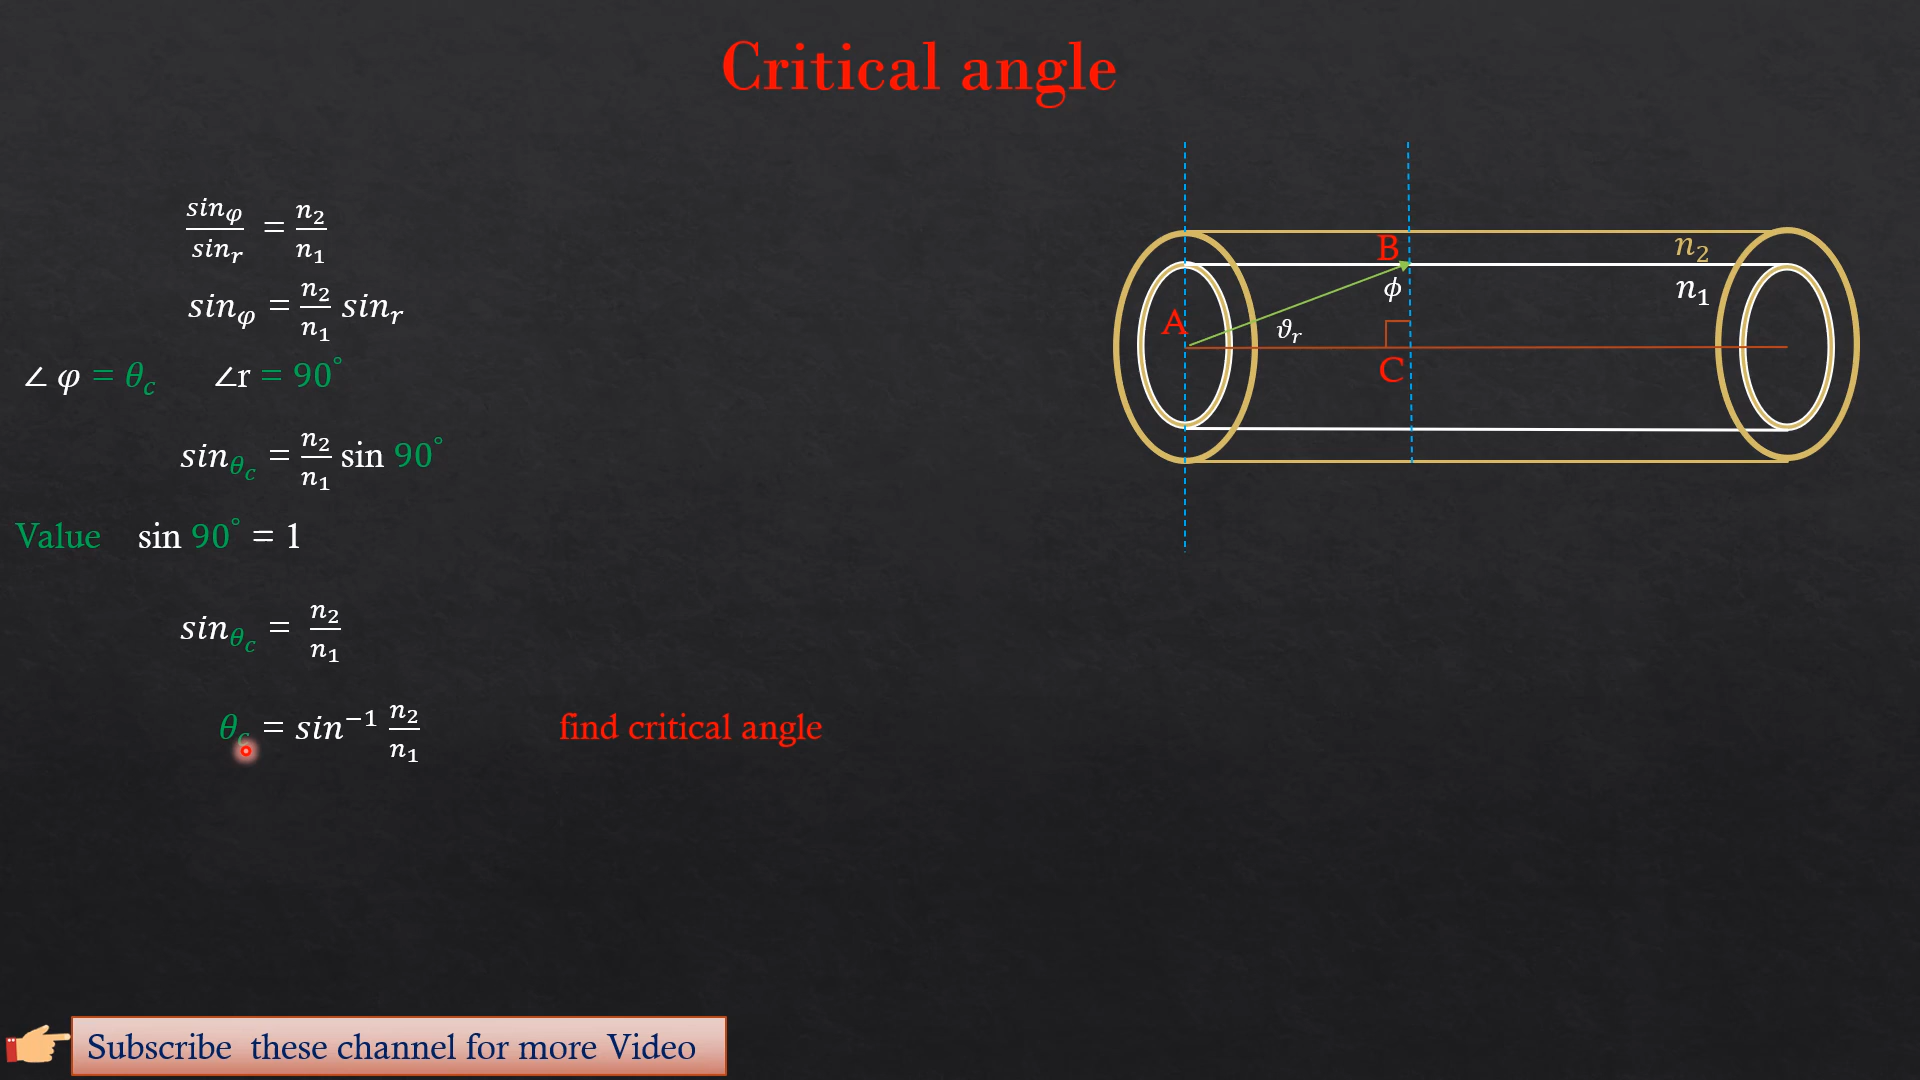 Critical angle
sinφ/sinr = n₂/n₁
sinφ = n₂/n₁ sinr
∠ φ = θc ∠r = 90°
sinθc = n₂/n₁ sin 90°
Value sin 90° = 1
sinθc = n₂/n₁
θc = sin⁻¹ n₂/n₁ find critical angle
B
n₂
ϕ
n₁
A
ϑr
C
Subscribe these channel for more Video